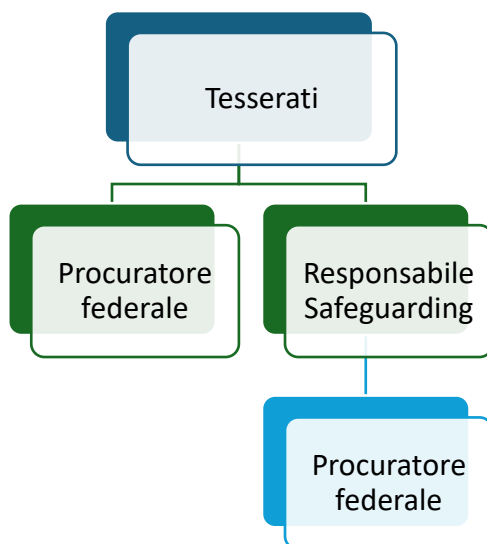 Tesserati
Procuratore
federale
Responsabile
Safeguarding
Procuratore
federale